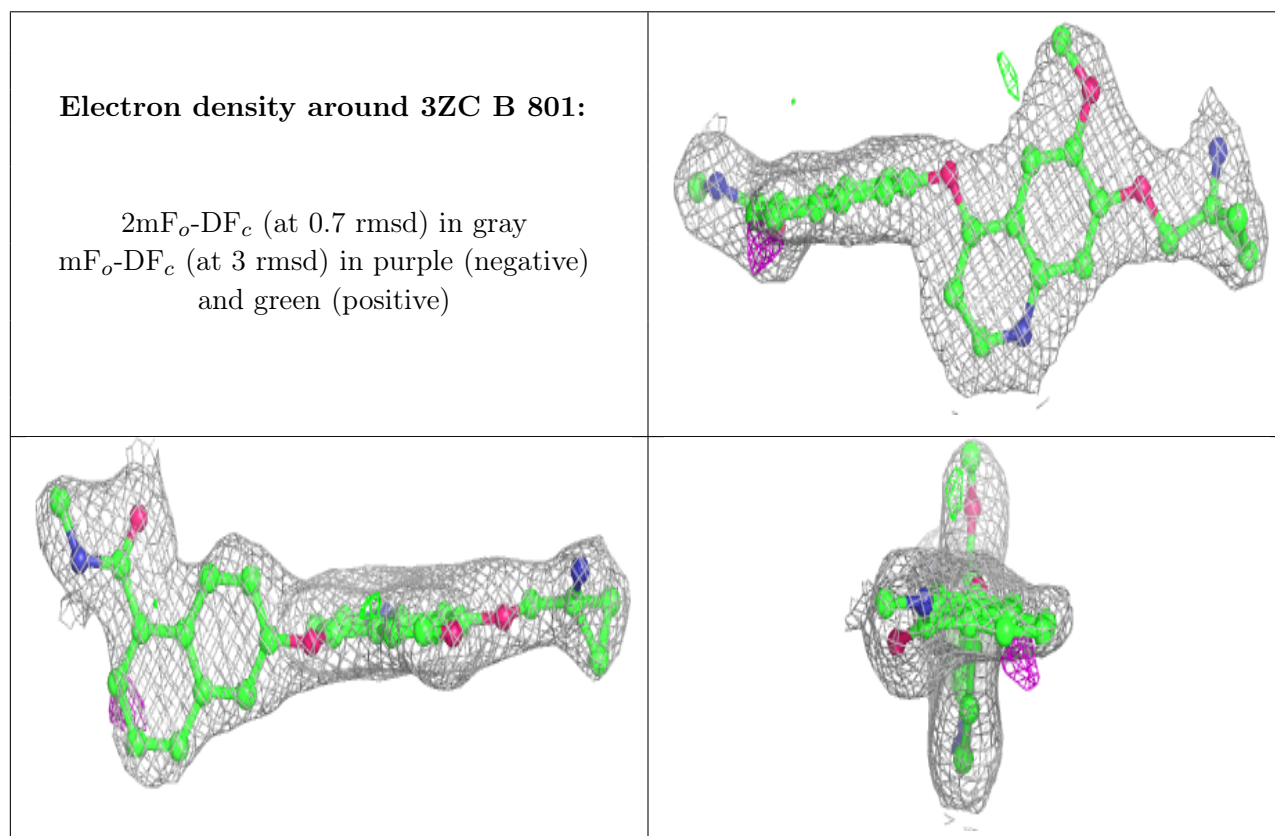 Electron density around 3ZC B 801:
2mFo-DFc (at 0.7 rmsd) in gray
mFo-DFc (at 3 rmsd) in purple (negative)
and green (positive)